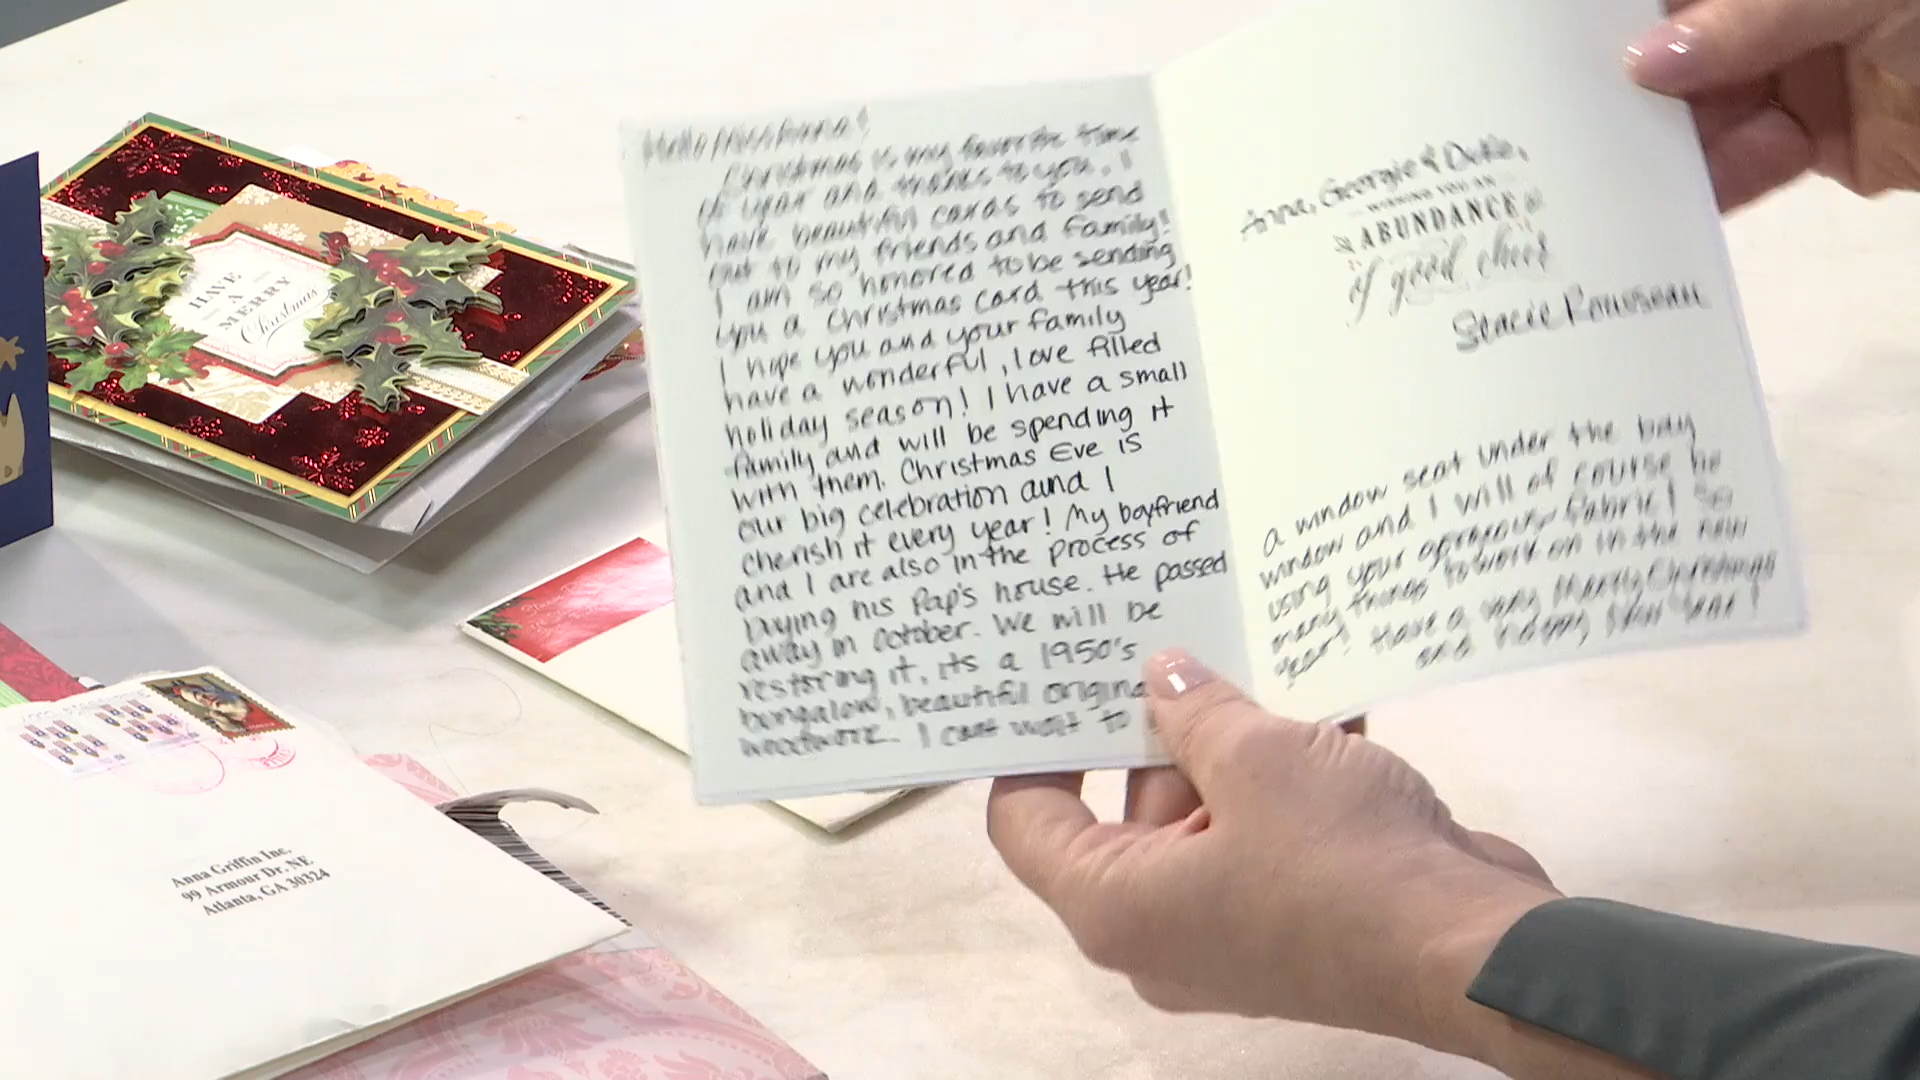 Hello Miss Anna!
Christmas is my favorite time
of year and thanks to you, I
have beautiful cards to send
out to my friends and family!
I am so honored to be sending
you a Christmas card this year!
I hope you and your family
have a wonderful, love filled
holiday season! I have a small
family and will be spending it
with them. Christmas Eve is
our big celebration and I
cherish it every year! My boyfriend
and I are also in the process of
buying his Pap's house. He passed
away in october. We will be
restoring it, its a 1950's
bungalow, beautiful origina
woodwork. I cant wait to
Anna, Georgie &
WISHING YOU AN
ABUNDANCE
of good cheer
Stacie
a window seat under the bay
window and I will of course be
using your gorgeous fabric! So
many things to work on in the new
year! Have a very Merry Christmas
and Happy New Year!
HAVE
A
MERRY
Christmas
Anna Griffin Inc.
99 Armour Dr, NE
Atlanta, GA 30324